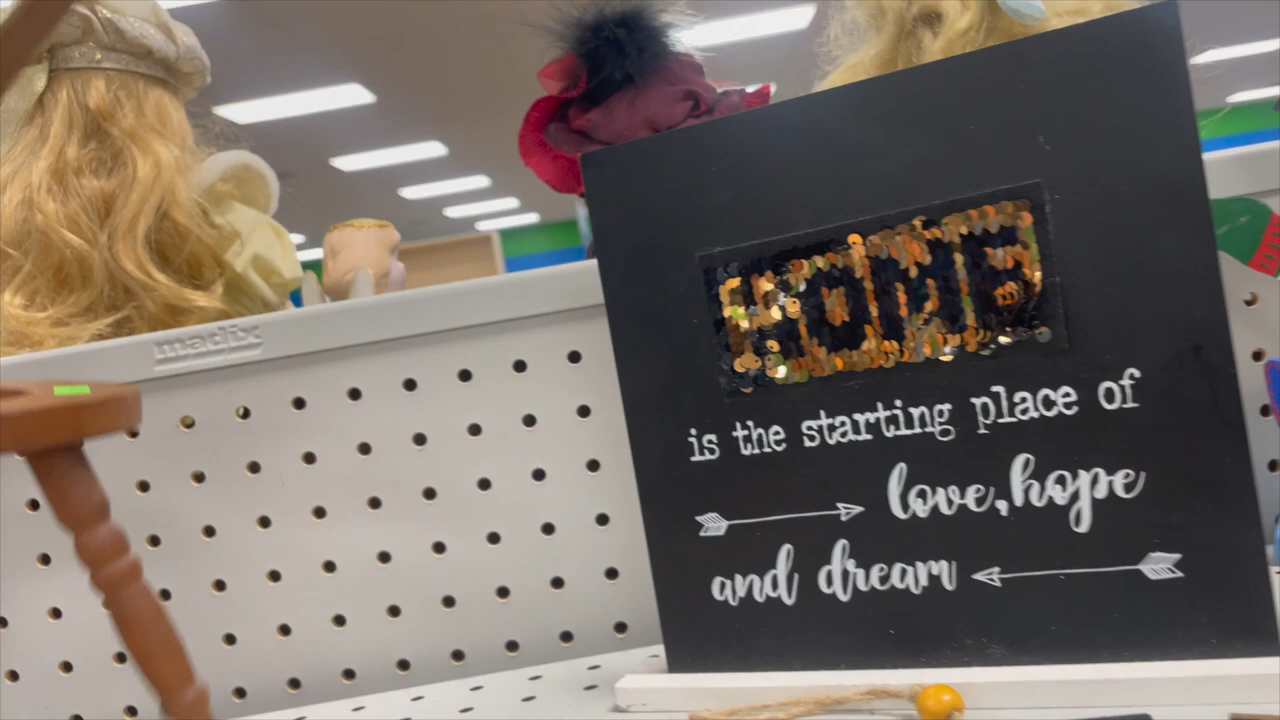 madix
HOME
is the starting place of
love, hope
and dream